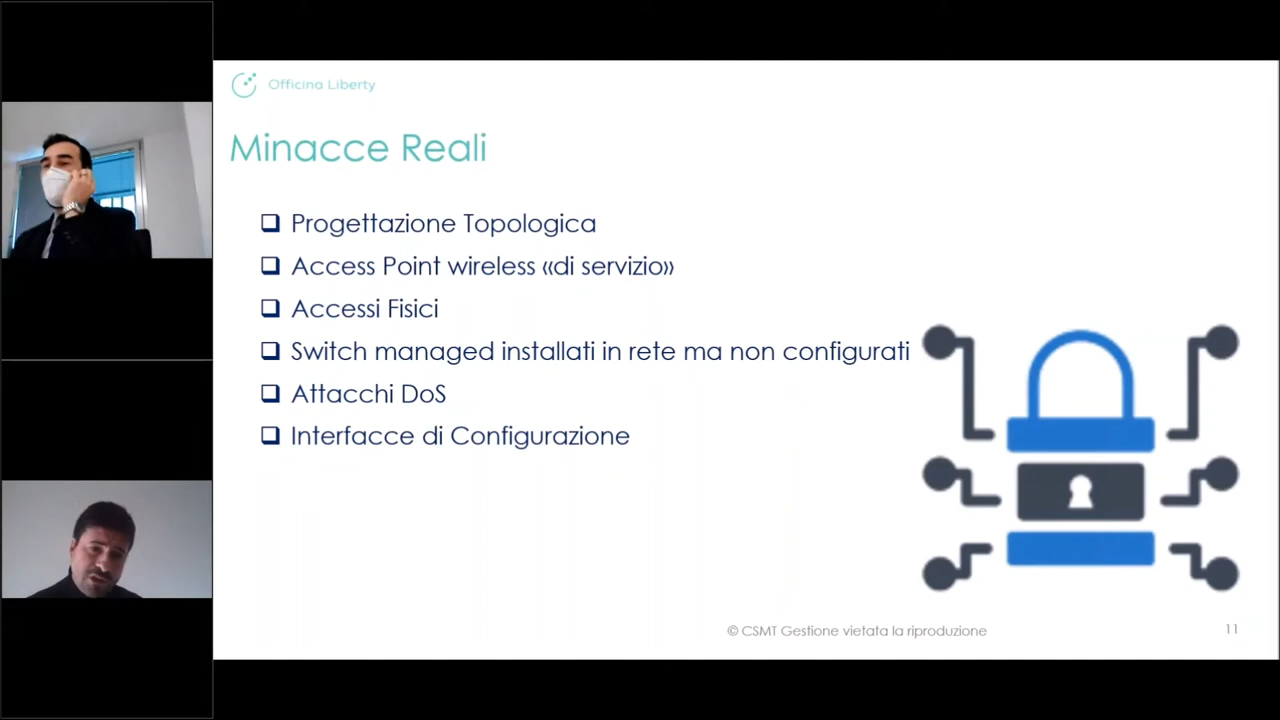 Officina Liberty
Minacce Reali
Progettazione Topologica
Access Point wireless «di servizio»
Accessi Fisici
Switch managed installati in rete ma non configurati
Attacchi DoS
Interfacce di Configurazione
© CSMT Gestione vietata la riproduzione
11